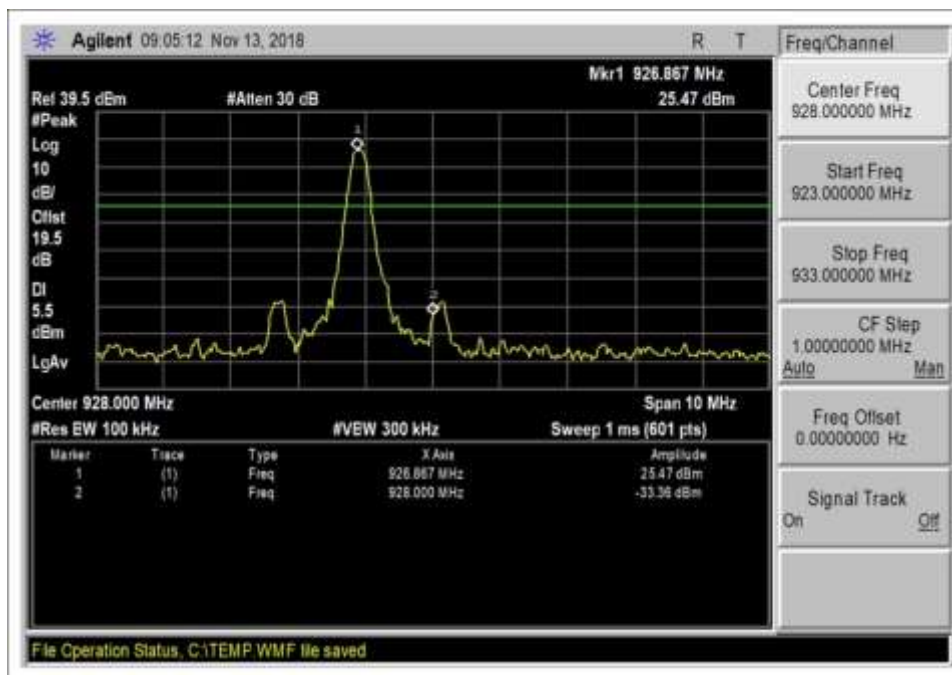 Agilent 09:05:12 Nov 13, 2018 R T
Freq/Channel
Mkr1 926.867 MHz
Ref 39.5 dBm #Atten 30 dB 25.47 dBm
#Peak
Log
10
dB/
Offst
19.5
dB
DI
5.5
dBm
LgAv
1
2
Center 928.000 MHz Span 10 MHz
#Res BW 100 kHz #VBW 300 kHz Sweep 1 ms (601 pts)
Marker Trace Type X Axis Amplitude
1 (1) Freq 926.867 MHz 25.47 dBm
2 (1) Freq 928.000 MHz -33.36 dBm
Center Freq
928.000000 MHz
Start Freq
923.000000 MHz
Stop Freq
933.000000 MHz
CF Step
1.00000000 MHz
Auto Man
Freq Offset
0.00000000 Hz
Signal Track
On Off
File Operation Status, C:\TEMP.WMF file saved